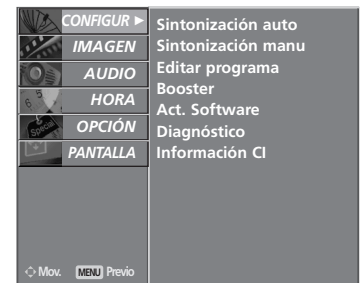 CONFIGUR ►
IMAGEN
AUDIO
HORA
OPCIÓN
PANTALLA
Sintonización auto
Sintonización manu
Editar programa
Booster
Act. Software
Diagnóstico
Información CI
Special
Mov. MENU Previo